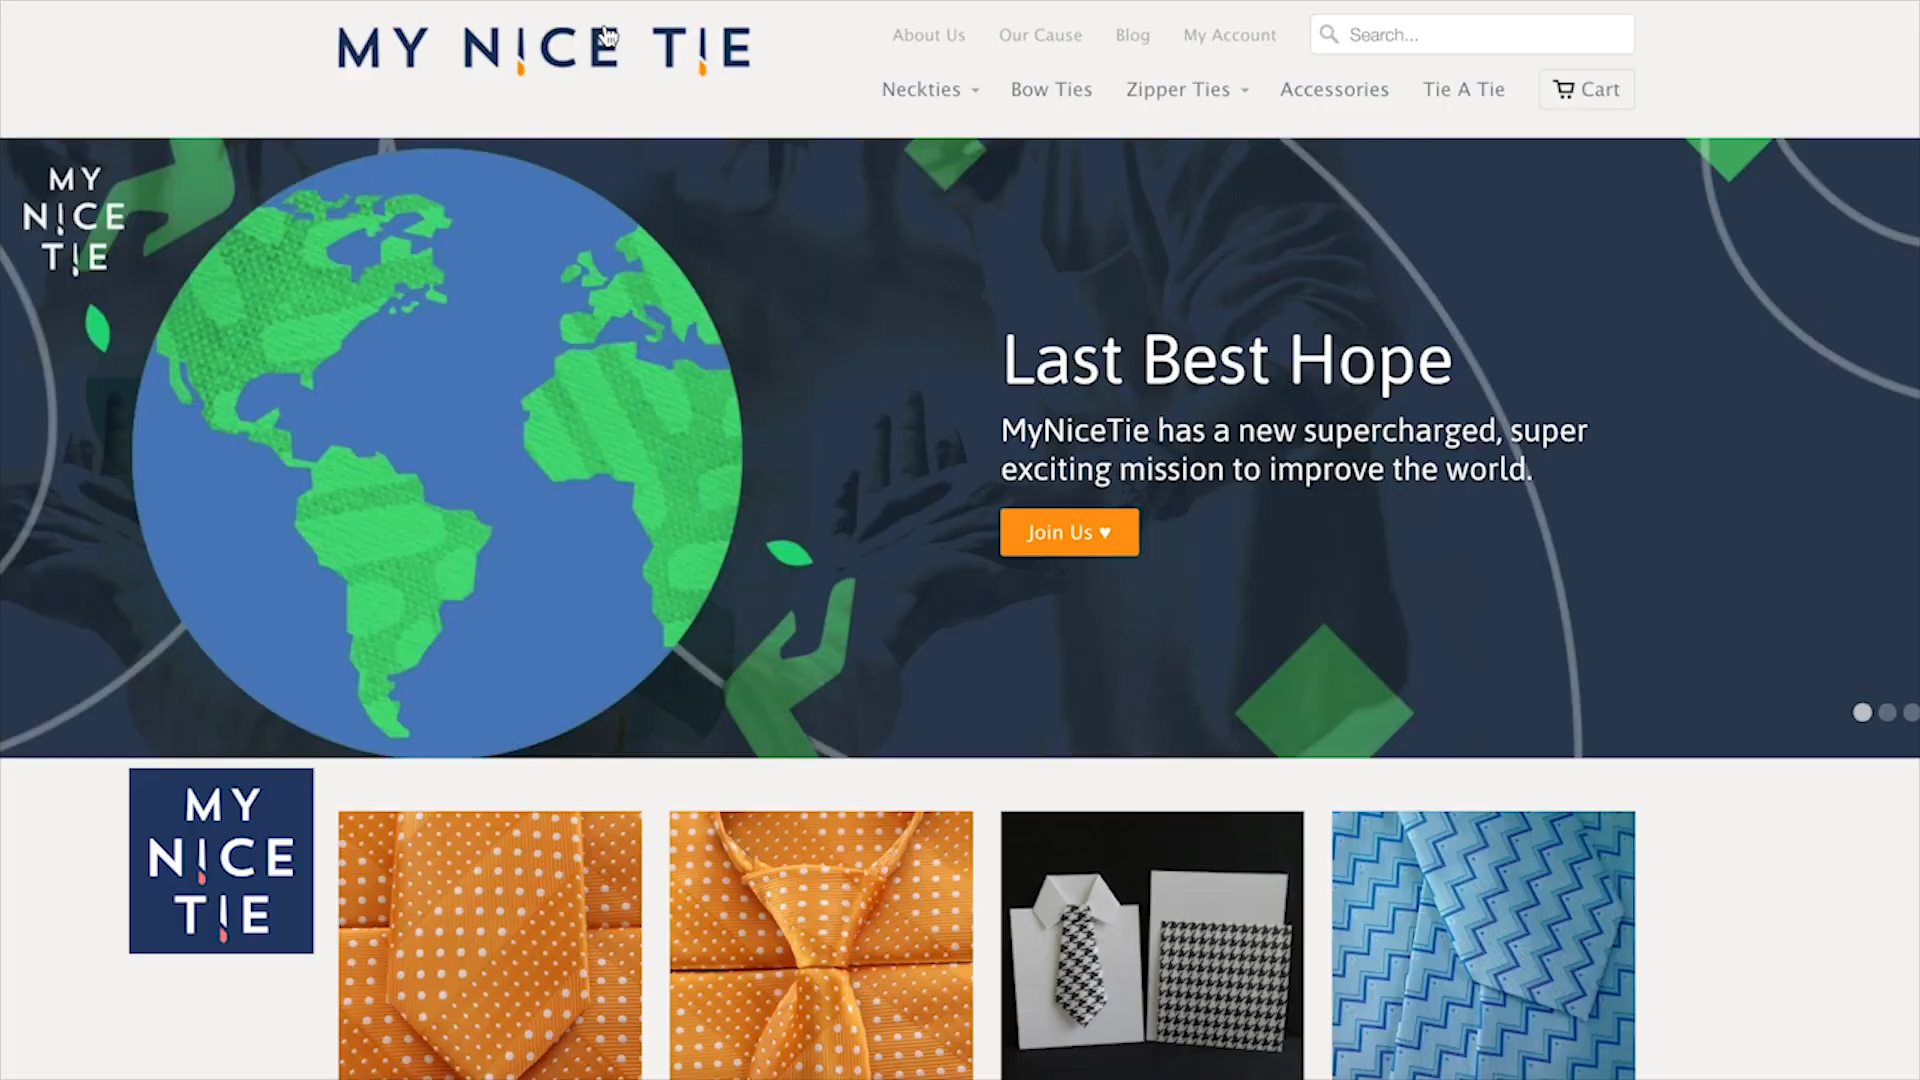 MY NICE TIE
About Us
Our Cause
Blog
My Account
Search...
Neckties
Bow Ties
Zipper Ties
Accessories
Tie A Tie
Cart
MY
NICE
TIE
Last Best Hope
MyNiceTie has a new supercharged, super
exciting mission to improve the world.
Join Us ♥
MY
NICE
TIE